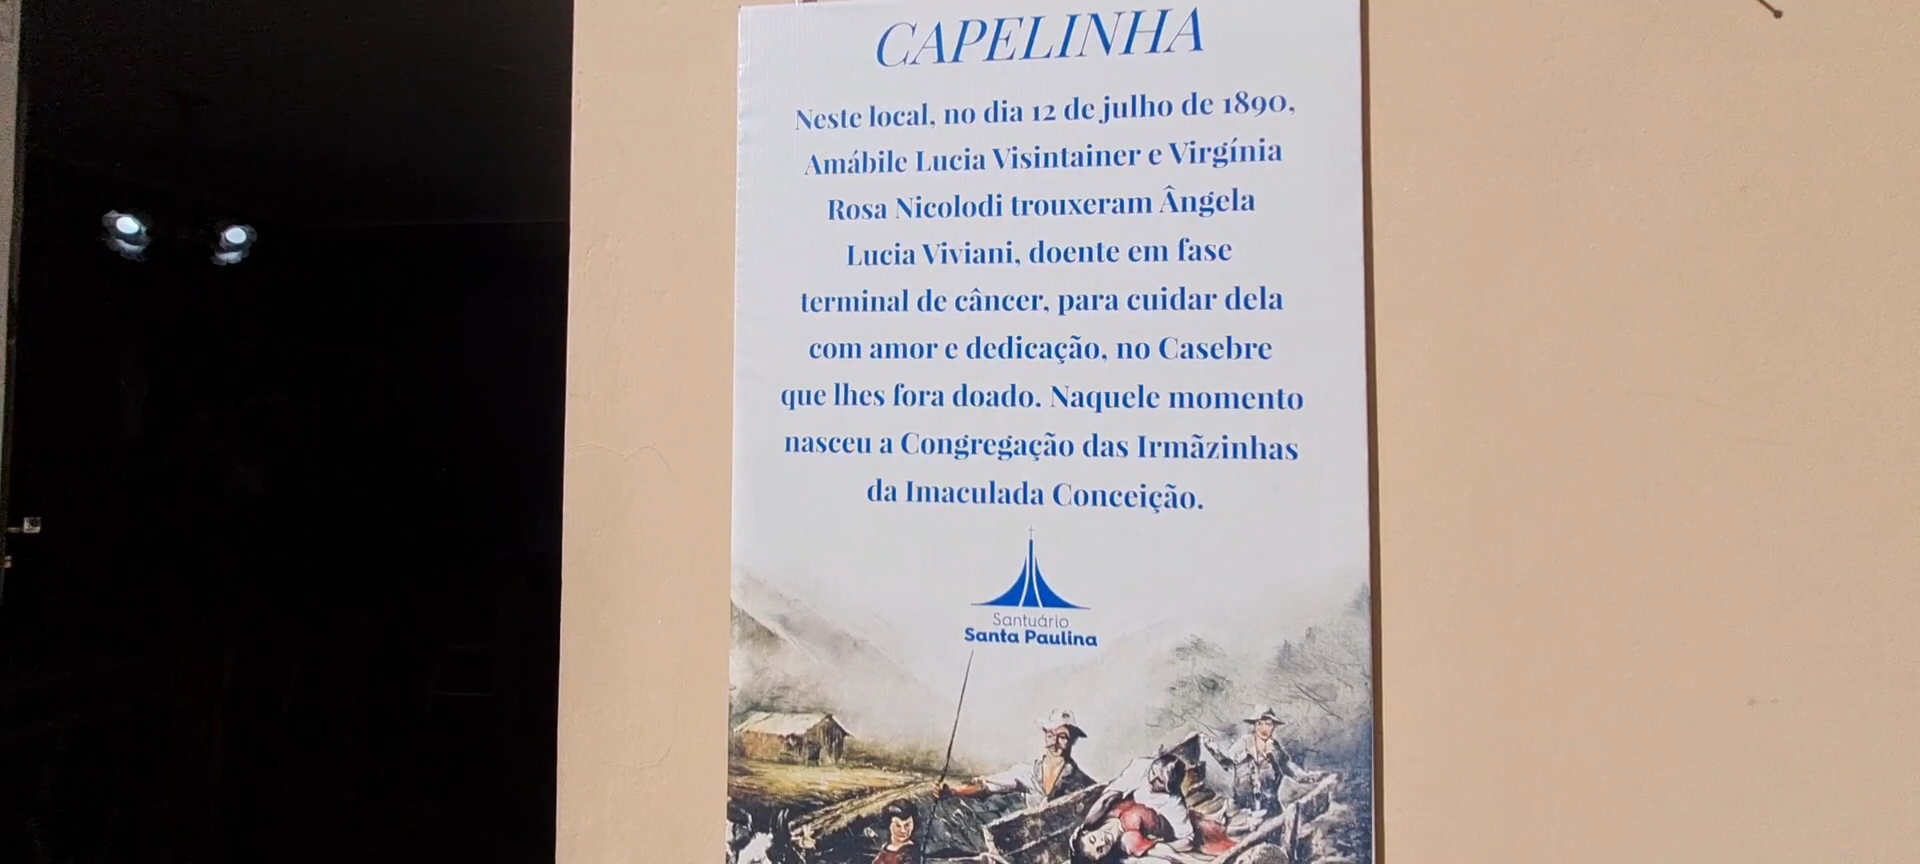 CAPELINHA
Neste local, no dia 12 de julho de 1890,
Amábile Lucia Visintainer e Virgínia
Rosa Nicolodi trouxeram Ângela
Lucia Viviani, doente em fase
terminal de câncer, para cuidar dela
com amor e dedicação, no Casebre
que lhes fora doado. Naquele momento
nasceu a Congregação das Irmãzinhas
da Imaculada Conceição.
Santuário
Santa Paulina